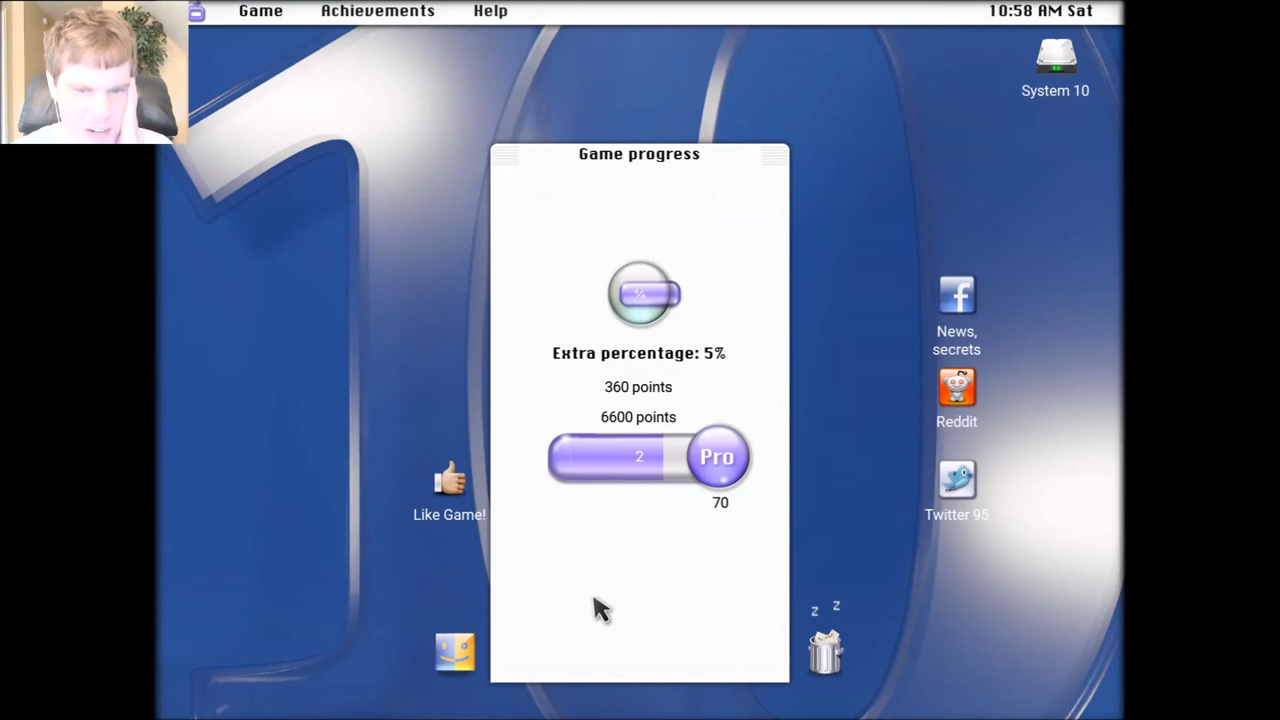 Game Achievements Help 10:58 AM Sat
System 10
Game progress
%
Extra percentage: 5%
360 points
6600 points
2 Pro
70
News,
secrets
Reddit
Like Game!
Twitter 95
z z